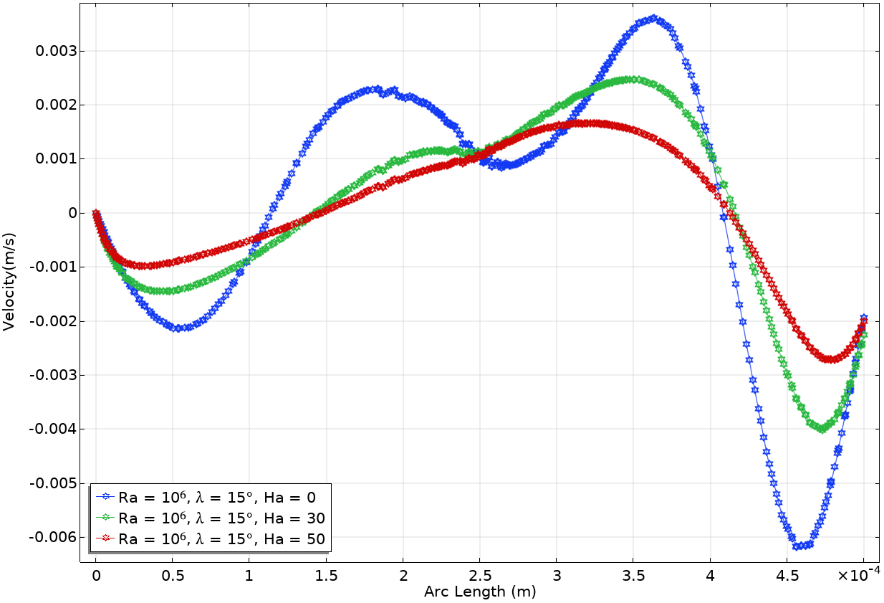 Velocity(m/s)
0.003
0.002
0.001
0
-0.001
-0.002
-0.003
-0.004
-0.005
-0.006
Ra = 10⁶, λ = 15°, Ha = 0
Ra = 10⁶, λ = 15°, Ha = 30
Ra = 10⁶, λ = 15°, Ha = 50
0 0.5 1 1.5 2 2.5 3 3.5 4 4.5 ×10⁻⁴
Arc Length (m)